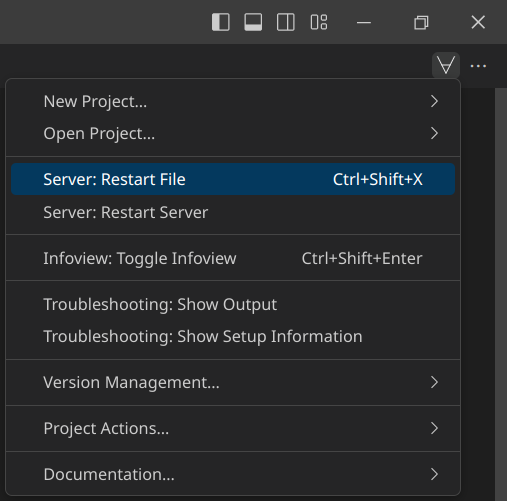 New Project...
Open Project...
Server: Restart File Ctrl+Shift+X
Server: Restart Server
Infoview: Toggle Infoview Ctrl+Shift+Enter
Troubleshooting: Show Output
Troubleshooting: Show Setup Information
Version Management...
Project Actions...
Documentation...